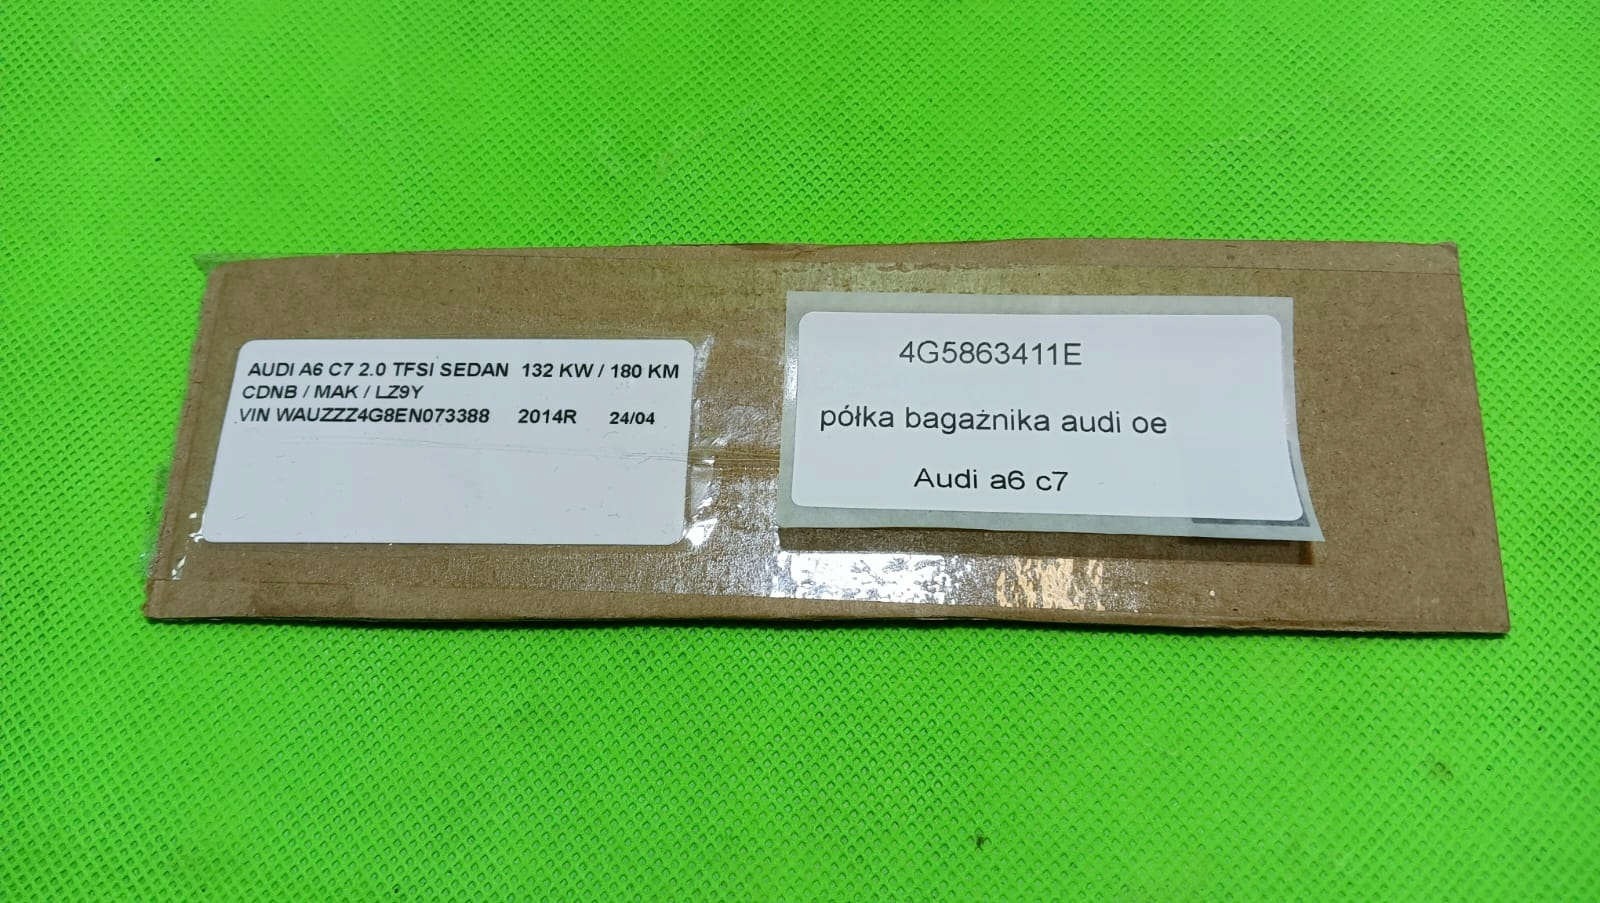 AUDI A6 C7 2.0 TFSI SEDAN 132 KW / 180 KM
CDNB / MAK / LZ9Y
VIN WAUZZZ4G8EN073388 2014R 24/04
4G5863411E
półka bagażnika audi oe
Audi a6 c7